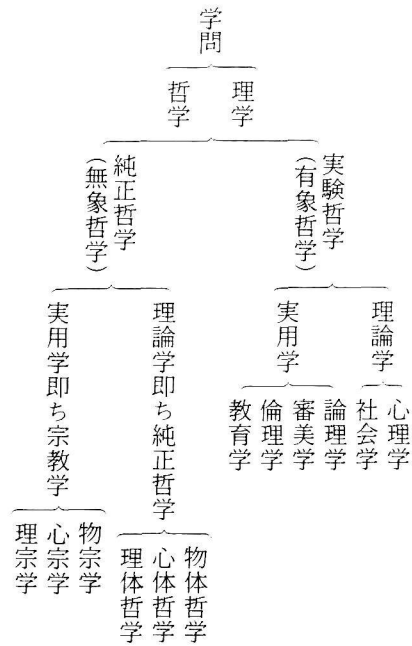 学問
理学
哲学
実験哲学
(有象哲学)
純正哲学
(無象哲学)
理論学
実用学
理論学即ち純正哲学
実用学即ち宗教学
心理学
社会学
論理学
審美学
倫理学
教育学
物体哲学
心体哲学
理体哲学
物宗学
心宗学
理宗学